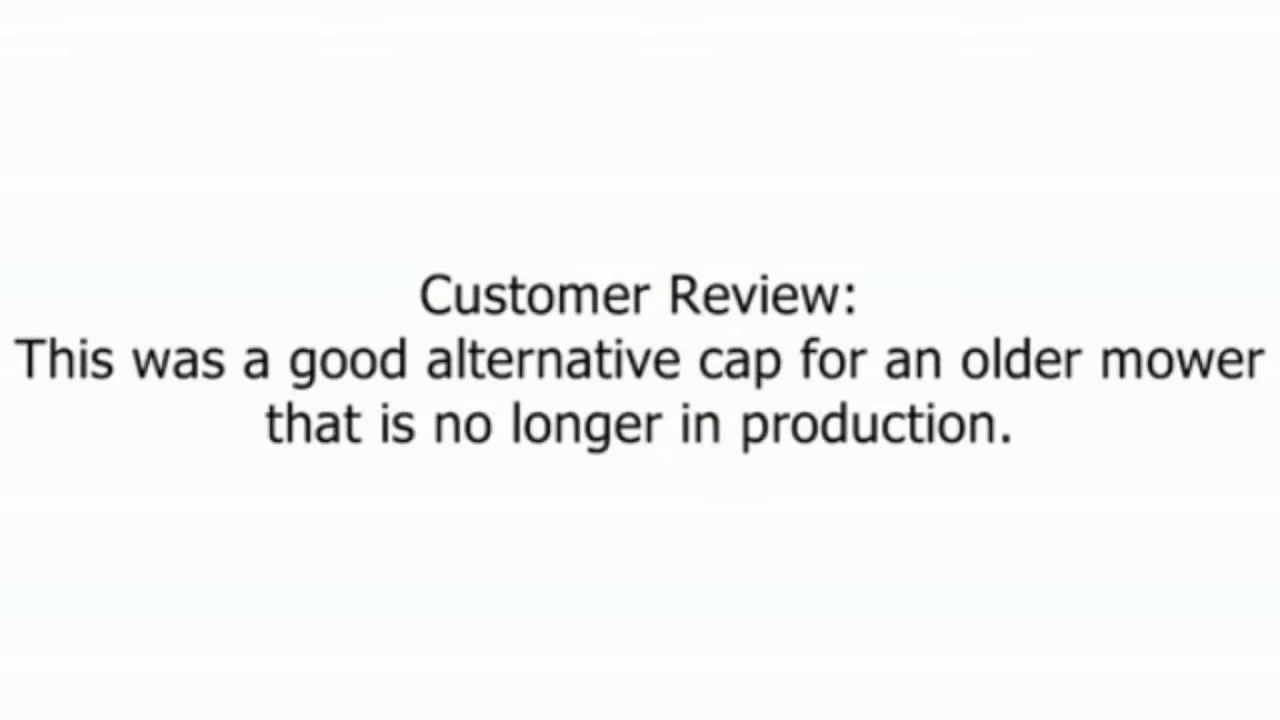 Customer Review:
This was a good alternative cap for an older mower
that is no longer in production.